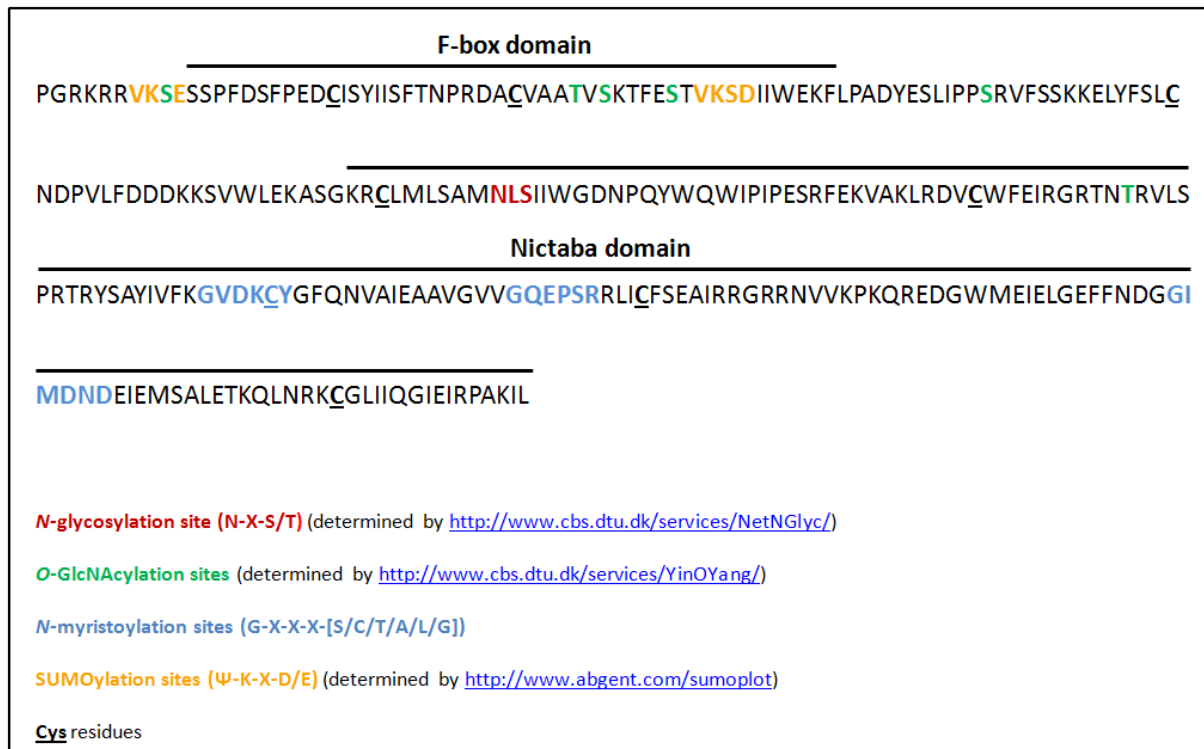 F-box domain
PGRKRRVKSESSPFDSFPEDCISYIISFTNPRDACVAATVSKTFESTVKSDIIWEKFLPADYESLIPPSRVFSSKKELYFSLC
NDPVLFDDDKKSVWLEKASGKRCLMLSAMNLSIIWGDNPQYWQWIPIPESRFEKVAKLRDVCWFEIRGRTNTRVLS
Nictaba domain
PRTRYSAYIVFKGVDKCYGFQNVAIEAAVGVVGQEPSRRLICFSEAIRRGRRNVVKPKQREDGWMEIELGEFFNDGGI
MDNDEIEMSALETKQLNRKCGLIIQGIEIRPAKIL
N-glycosylation site (N-X-S/T) (determined by http://www.cbs.dtu.dk/services/NetNGlyc/)
O-GlcNAcylation sites (determined by http://www.cbs.dtu.dk/services/YinOYang/)
N-myristoylation sites (G-X-X-X-[S/C/T/A/L/G])
SUMOylation sites (Ψ-K-X-D/E) (determined by http://www.abgent.com/sumoplot)
Cys residues